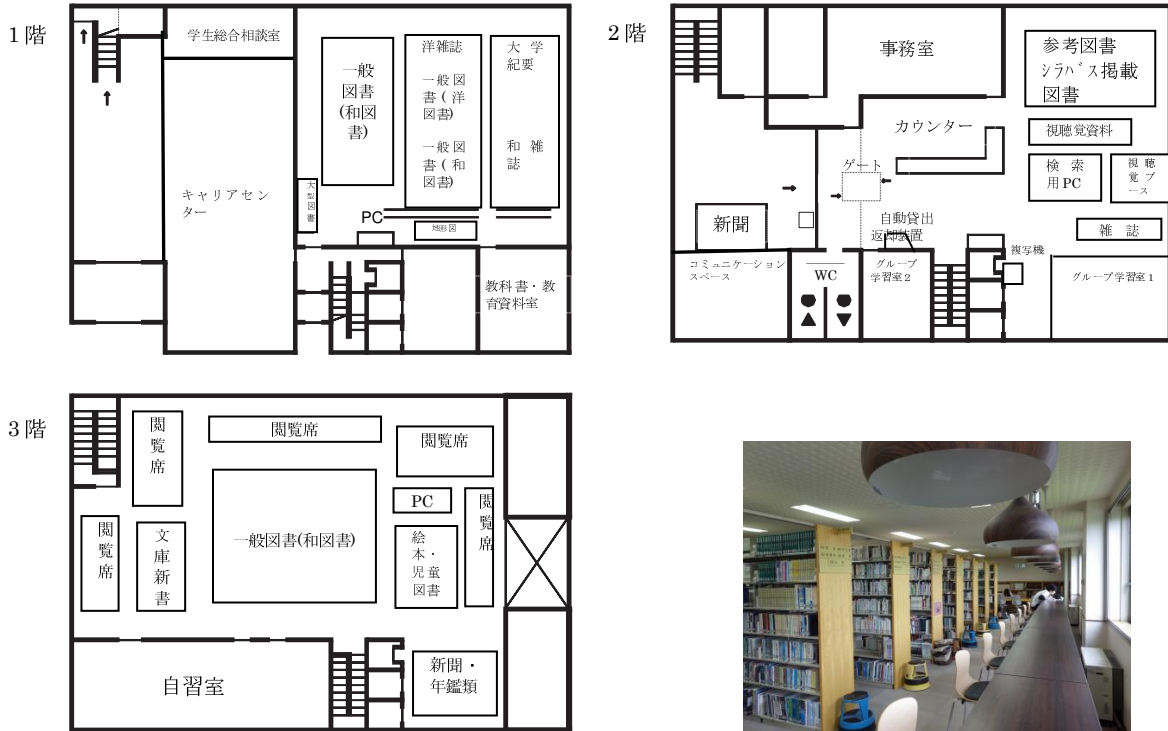 1階
学生総合相談室
キャリアセン
ター
一般
図書
(和図書)
大
型
図
書
PC
洋雑誌
一般図
書(洋
図書)
一般図
書(和
図書)
地形図
大学
紀要
和雑
誌
教科書・教
育資料室
2階
事務室
参考図書
シラバス掲載
図書
カウンター
視聴覚資料
ゲート
検索
用PC
視聴
覚ブ
ース
新聞
自動貸出
返却装置
雑誌
コミュニケーション
スペース
WC
グループ
学習室2
複写機
グループ学習室1
3階
閲
覧
席
閲覧席
閲覧席
PC
閲
覧
席
閲
覧
席
文
庫
新
書
一般図書(和図書)
絵
本・
児童
図書
自習室
新聞・
年鑑類